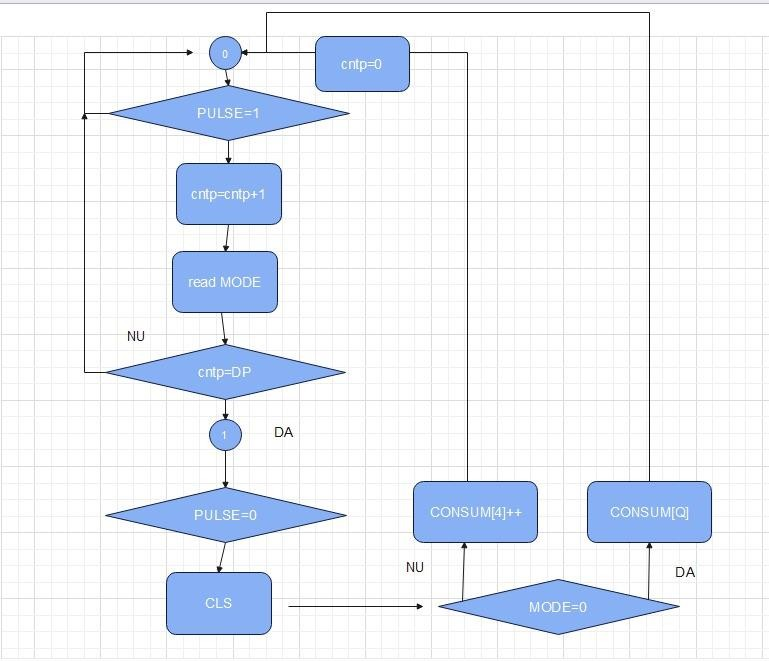 0
cntp=0
PULSE=1
cntp=cntp+1
read MODE
NU
cntp=DP
1
DA
PULSE=0
CONSUM[4]++
CONSUM[Q]
NU
DA
CLS
MODE=0